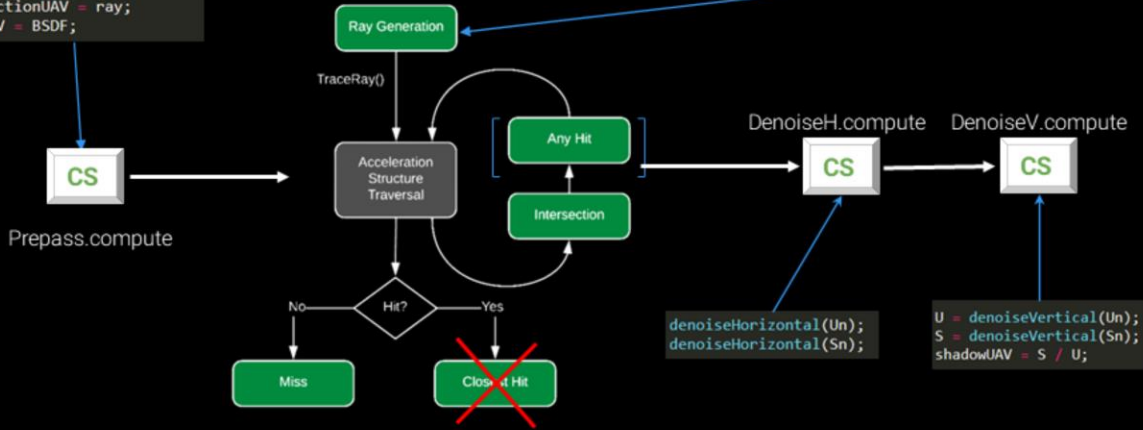 ctionUAV = ray;
V = BSDF;
Ray Generation
TraceRay()
Any Hit
DenoiseH.compute
DenoiseV.compute
CS
Acceleration
Structure
Traversal
CS
CS
Intersection
Prepass.compute
No
Hit?
Yes
denoiseHorizontal(Un);
denoiseHorizontal(Sn);
U = denoiseVertical(Un);
S = denoiseVertical(Sn);
shadowUAV = S / U;
Miss
Closest Hit